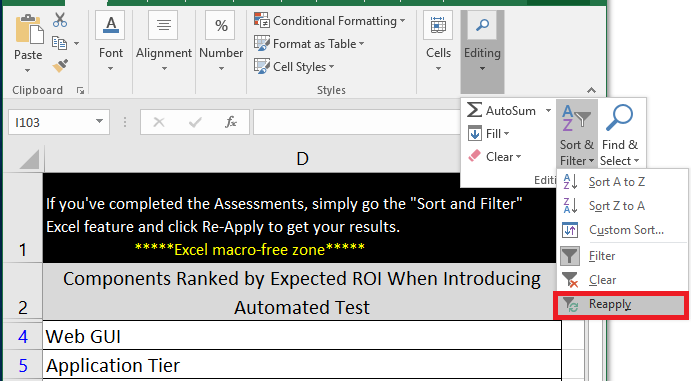 Paste
Clipboard
Font
Alignment
%
Number
Conditional Formatting
Format as Table
Cell Styles
Styles
Cells
Editing
I103
fx
AutoSum
Fill
Clear
Sort &
Filter
Find &
Select
Editi
D
1
If you've completed the Assessments, simply go the "Sort and Filter"
Excel feature and click Re-Apply to get your results.
*****Excel macro-free zone*****
2
Components Ranked by Expected ROI When Introducing
Automated Test
4 Web GUI
5 Application Tier
Sort A to Z
Sort Z to A
Custom Sort...
Filter
Clear
Reapply